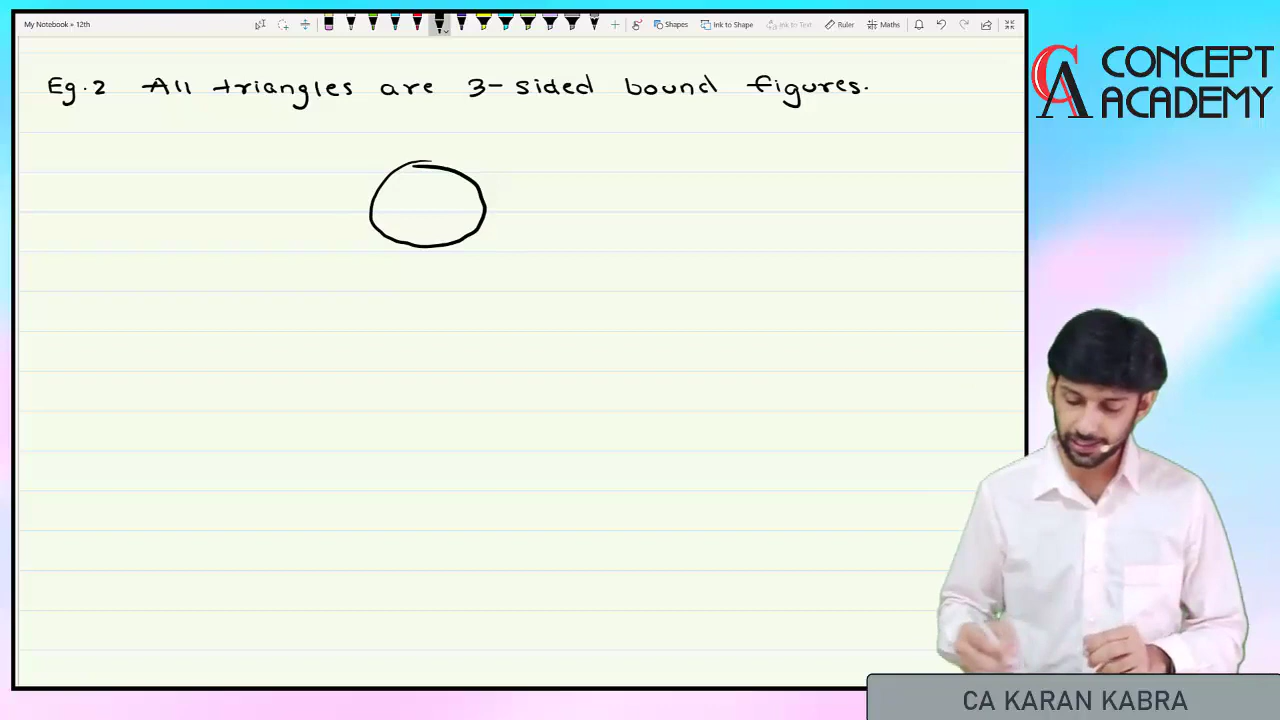 My Notebook » 12th
Shapes
Ink to Shape
Ink to Text
Ruler
Maths
Eg.2 All triangles are 3-sided bound figures.
CONCEPT
ACADEMY
CA KARAN KABRA